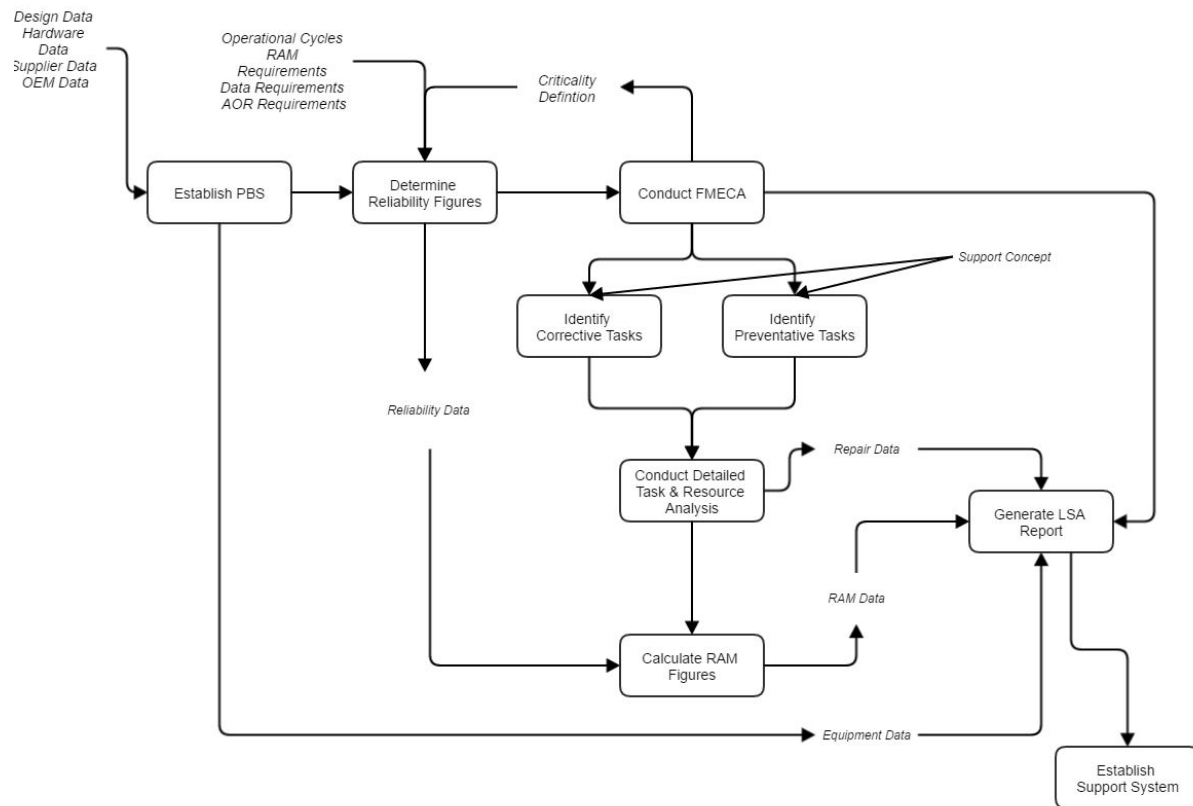 Design Data
Hardware
Data
Supplier Data
OEM Data
Operational Cycles
RAM
Requirements
Data Requirements
AOR Requirements
Criticality
Defintion
Establish PBS
Determine
Reliability Figures
Conduct FMECA
Support Concept
Identify
Corrective Tasks
Identify
Preventative Tasks
Reliability Data
Repair Data
Conduct Detailed
Task & Resource
Analysis
Generate LSA
Report
RAM Data
Calculate RAM
Figures
Equipment Data
Establish
Support System